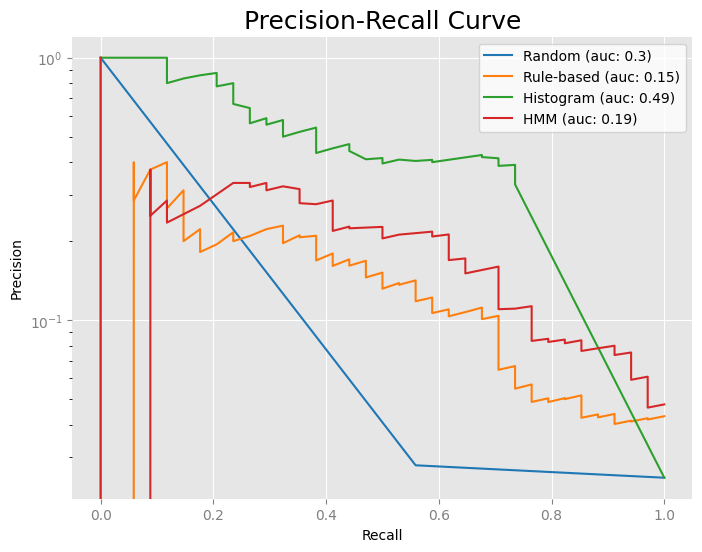 Precision-Recall Curve
Random (auc: 0.3)
Rule-based (auc: 0.15)
Histogram (auc: 0.49)
HMM (auc: 0.19)
Precision
10⁰
10⁻¹
0.0 0.2 0.4 0.6 0.8 1.0
Recall